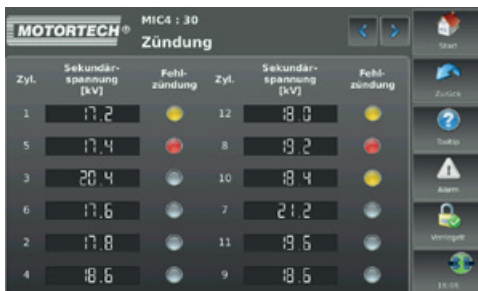 MOTORTECH®
MIC4 : 30
Zündung
Start
Zyl. Sekundär-spannung [kV] Fehl-zündung Zyl. Sekundär-spannung [kV] Fehl-zündung
Zurück
1 17.2 12 18.0
5 17.4 8 19.2
Tooltip
3 20.4 10 18.4
Alarm
6 17.6 7 21.2
2 17.8 11 19.6
Verriegelt
4 18.6 9 18.6
16:06